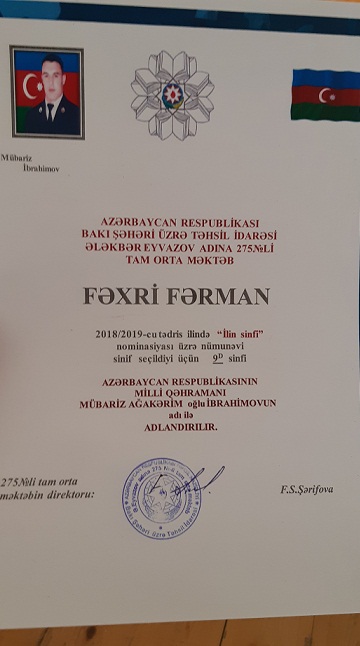 Mübariz
İbrahimov
AZƏRBAYCAN RESPUBLİKASI
BAKI ŞƏHƏRİ ÜZRƏ TƏHSİL İDARƏSİ
ƏLƏKBƏR EYVAZOV ADINA 275№Lİ
TAM ORTA MƏKTƏB
FƏXRİ FƏRMAN
2018/2019-cu tədris ilində “İlin sinfi”
nominasiyası üzrə nümunəvi
sinif seçildiyi üçün 9ᴰ sinfi
AZƏRBAYCAN RESPUBLİKASININ
MİLLİ QƏHRAMANI
MÜBARİZ AĞAKƏRİM oğlu İBRAHİMOVUN
adı ilə
ADLANDIRILIR.
275№li tam orta
məktəbin direktoru:
F.S.Şərifova